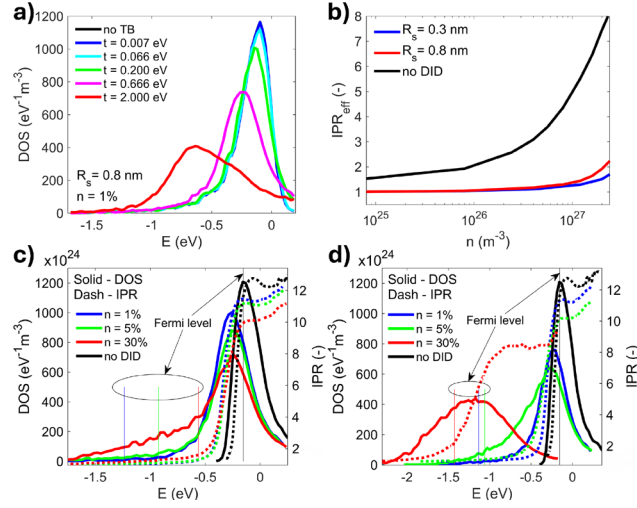 a)
1200
1000
800
600
400
200
0
DOS (eV⁻¹m⁻³)
no TB
t = 0.007 eV
t = 0.066 eV
t = 0.200 eV
t = 0.666 eV
t = 2.000 eV
Rs= 0.8 nm
n = 1%
-1.5 -1 -0.5 0
E (eV)
b)
8
7
6
5
4
3
2
1
0
IPReff (-)
Rs= 0.3 nm
Rs= 0.8 nm
no DID
10²⁵ 10²⁶ 10²⁷
n (m⁻³)
c)
x10²⁴
1200
1000
800
600
400
200
0
DOS (eV⁻¹m⁻³)
Solid - DOS
Dash - IPR
n = 1%
n = 5%
n = 30%
no DID
Fermi level
12
10
8
6
4
2
IPR (-)
-1.5 -1 -0.5 0
E (eV)
d)
x10²⁴
1200
1000
800
600
400
200
0
DOS (eV⁻¹m⁻³)
Solid - DOS
Dash - IPR
n = 1%
n = 5%
n = 30%
no DID
Fermi level
12
10
8
6
4
2
IPR (-)
-2 -1.5 -1 -0.5 0
E (eV)